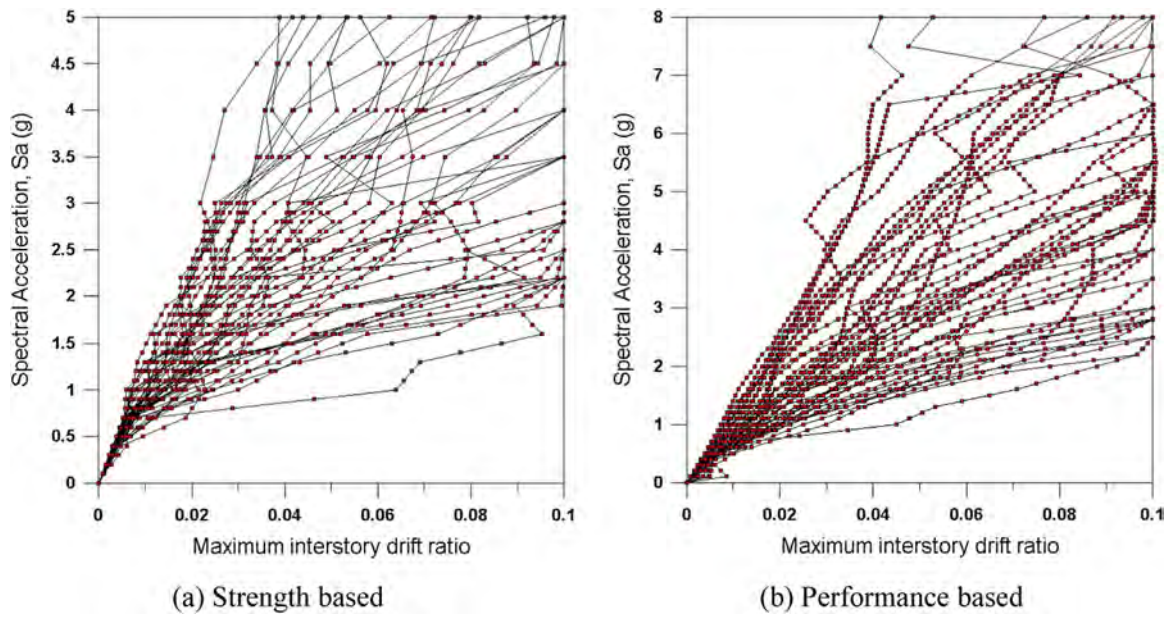 5
4.5
4
3.5
3
2.5
2
1.5
1
0.5
0
Spectral Acceleration, Sa (g)
0 0.02 0.04 0.06 0.08 0.1
Maximum interstory drift ratio
(a) Strength based
8
7
6
5
4
3
2
1
0
Spectral Acceleration, Sa (g)
0 0.02 0.04 0.06 0.08 0.1
Maximum interstory drift ratio
(b) Performance based